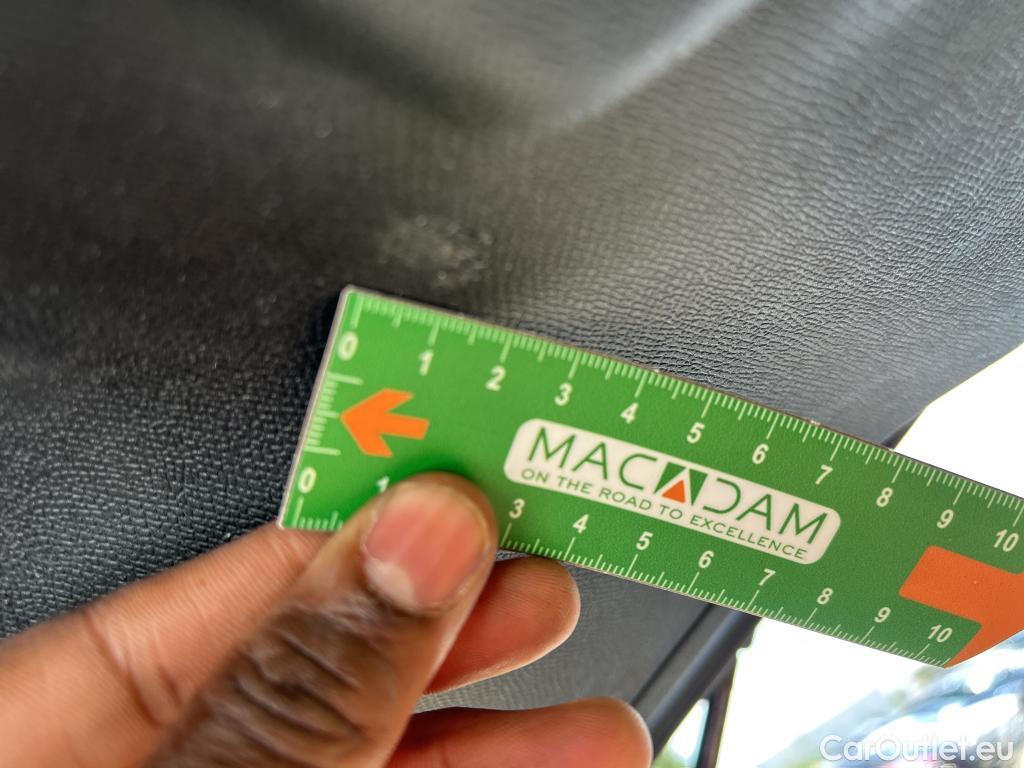 0 1 2 3 4 5 6 7 8 9 10
MACADAM
ON THE ROAD TO EXCELLENCE
0 1 3 4 5 6 7 8 9 10
CarOutlet.eu